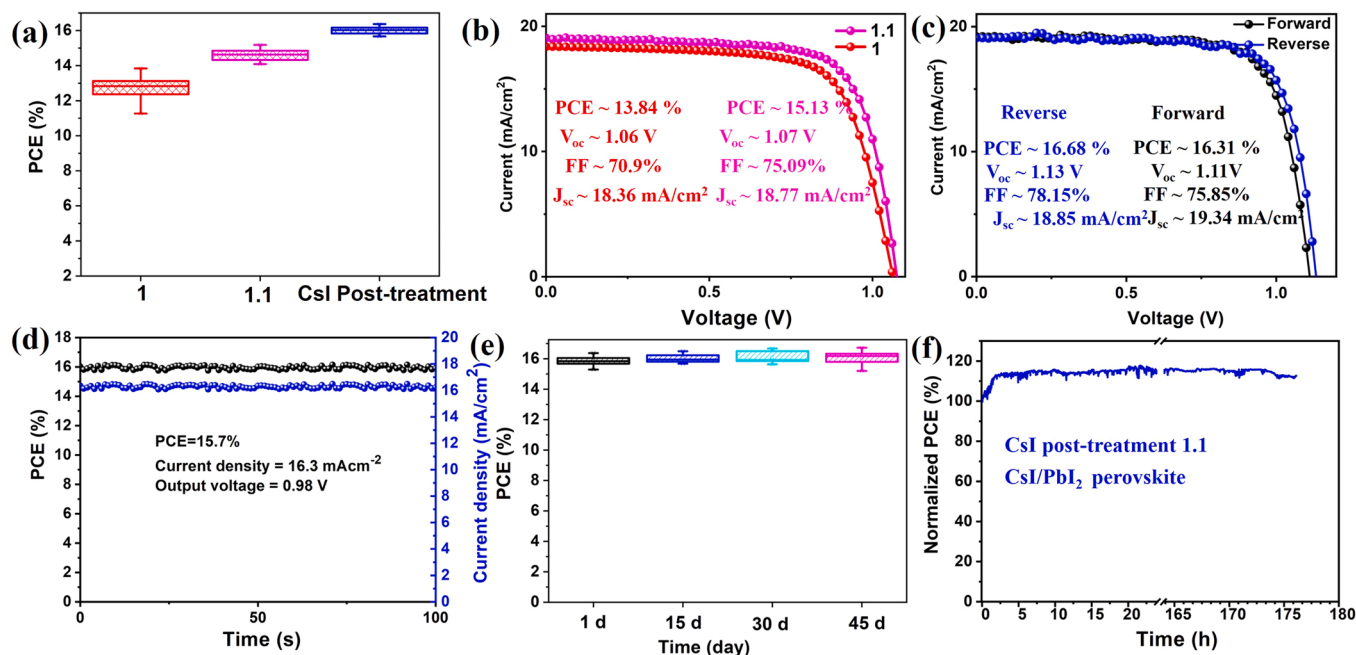 (a)
PCE (%)
16
14
12
10
8
6
4
2
1
1.1
CsI Post-treatment
(b)
Current (mA/cm²)
20
10
0
1.1
1
PCE ~ 13.84 %
V_oc ~ 1.06 V
FF ~ 70.9%
J_sc ~ 18.36 mA/cm²
PCE ~ 15.13 %
V_oc ~ 1.07 V
FF ~ 75.09%
J_sc ~ 18.77 mA/cm²
0.0
0.5
1.0
Voltage (V)
(c)
Current (mA/cm²)
20
10
0
Forward
Reverse
Reverse
PCE ~ 16.68 %
V_oc ~ 1.13 V
FF ~ 78.15%
J_sc ~ 18.85 mA/cm²
Forward
PCE ~ 16.31 %
V_oc ~ 1.11V
FF ~ 75.85%
J_sc ~ 19.34 mA/cm²
0.0
0.5
1.0
Voltage (V)
(d)
PCE (%)
18
16
14
12
10
8
6
4
2
0
PCE=15.7%
Current density = 16.3 mAcm⁻²
Output voltage = 0.98 V
0
50
100
Time (s)
20
18
16
14
12
10
8
6
4
2
0
Current density (mA/cm²)
(e)
PCE (%)
16
14
12
10
8
6
4
2
0
1 d
15 d
30 d
45 d
Time (day)
(f)
Normalized PCE (%)
120
100
80
60
40
20
0
CsI post-treatment 1.1
CsI/PbI₂ perovskite
0
5
10
15
20
165
170
175
180
Time (h)